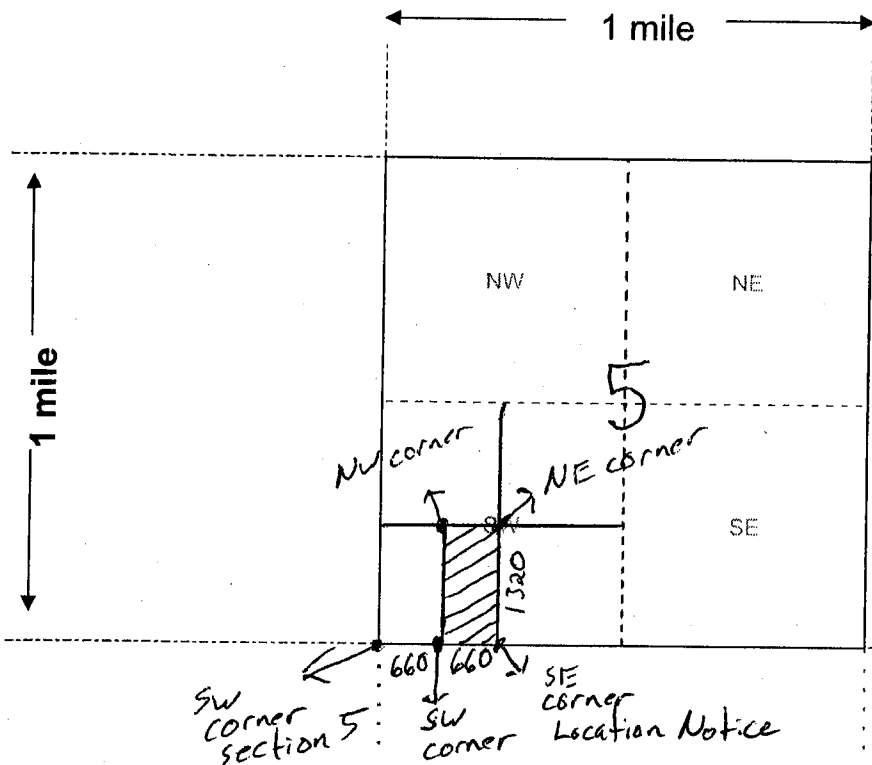 1 mile
1 mile
NW
NE
5
NW corner
NE corner
SE
1320
660
660
SW
corner
section 5
SW
corner
SE
corner
Location Notice